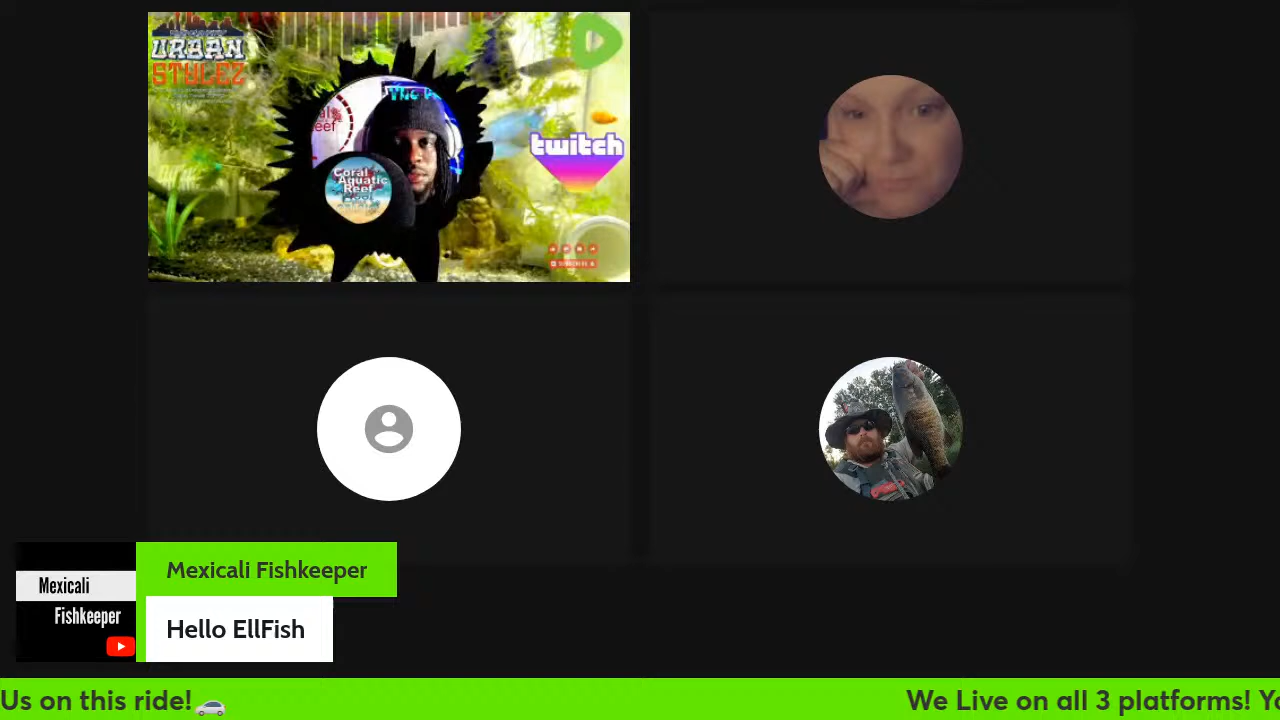 URBAN
STYLEZ
The
twitch
Coral
Aquatic
Reef
Mexicali
Fishkeeper
Mexicali Fishkeeper
Hello EllFish
Us on this ride!
We Live on all 3 platforms!